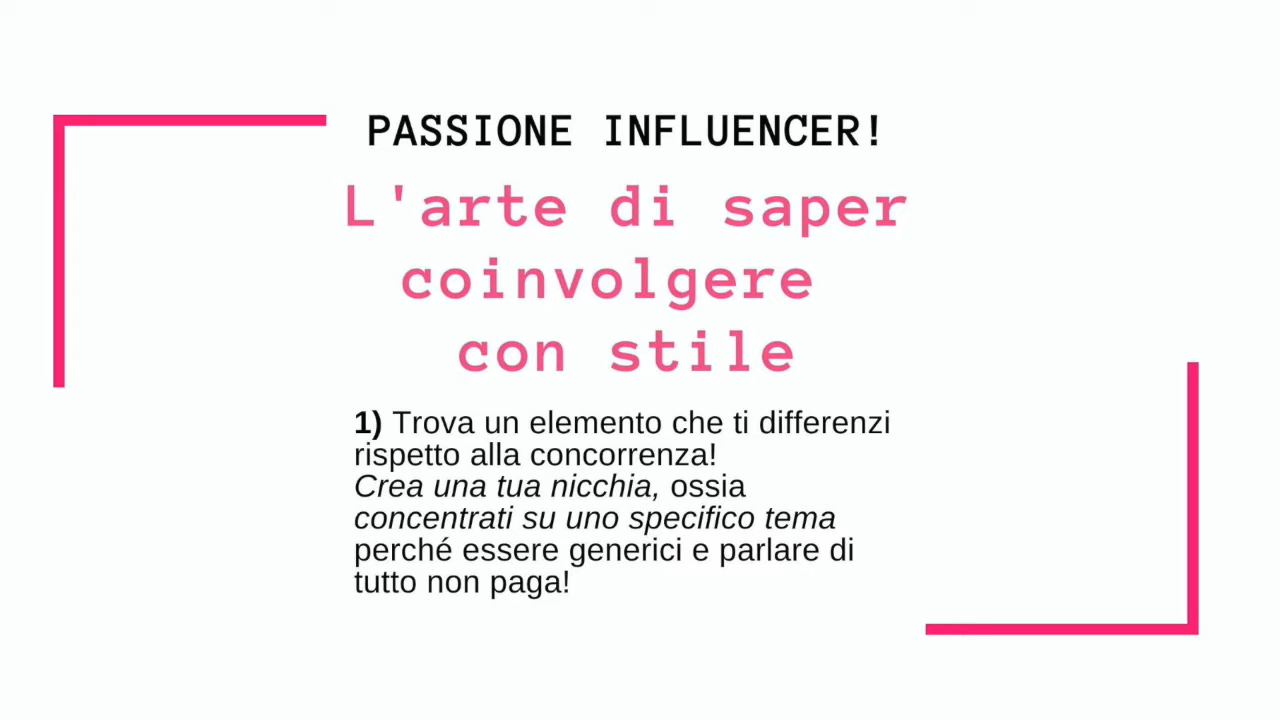 PASSIONE INFLUENCER!
L'arte di saper
coinvolgere
con stile
1) Trova un elemento che ti differenzi
rispetto alla concorrenza!
Crea una tua nicchia, ossia
concentrati su uno specifico tema
perché essere generici e parlare di
tutto non paga!